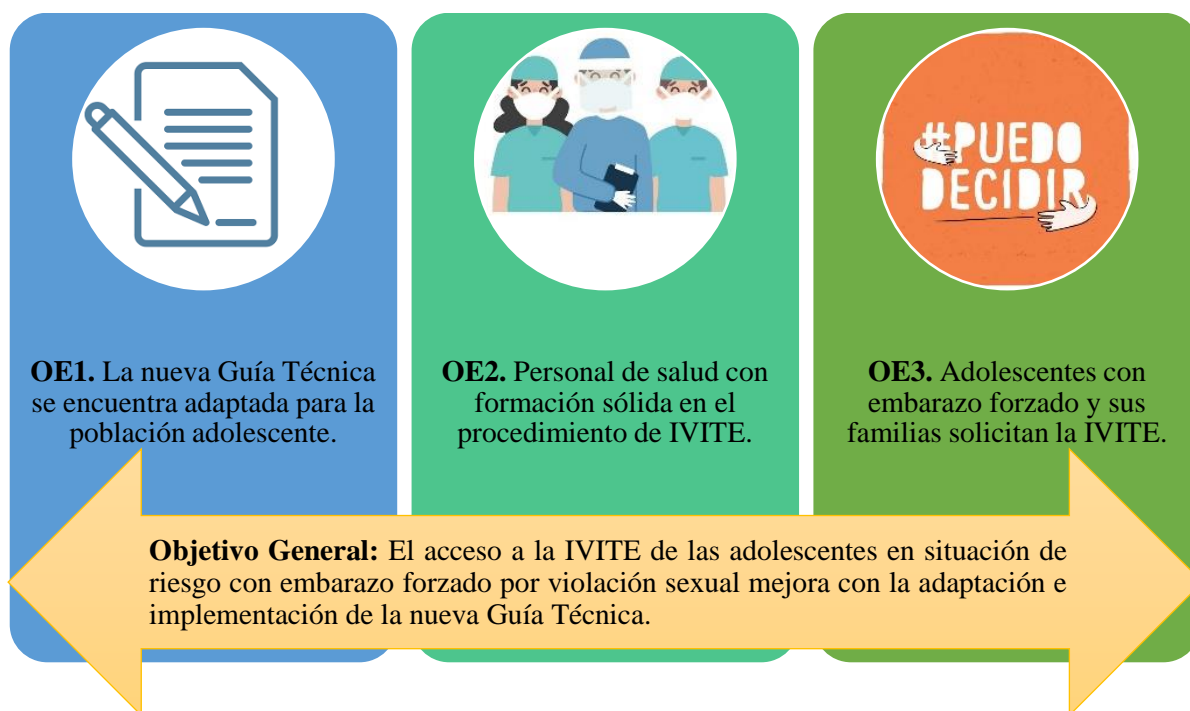 #PUEDO
DECIDIR
OE1. La nueva Guía Técnica
se encuentra adaptada para la
población adolescente.
OE2. Personal de salud con
formación sólida en el
procedimiento de IVITE.
OE3. Adolescentes con
embarazo forzado y sus
familias solicitan la IVITE.
Objetivo General: El acceso a la IVITE de las adolescentes en situación de
riesgo con embarazo forzado por violación sexual mejora con la adaptación e
implementación de la nueva Guía Técnica.